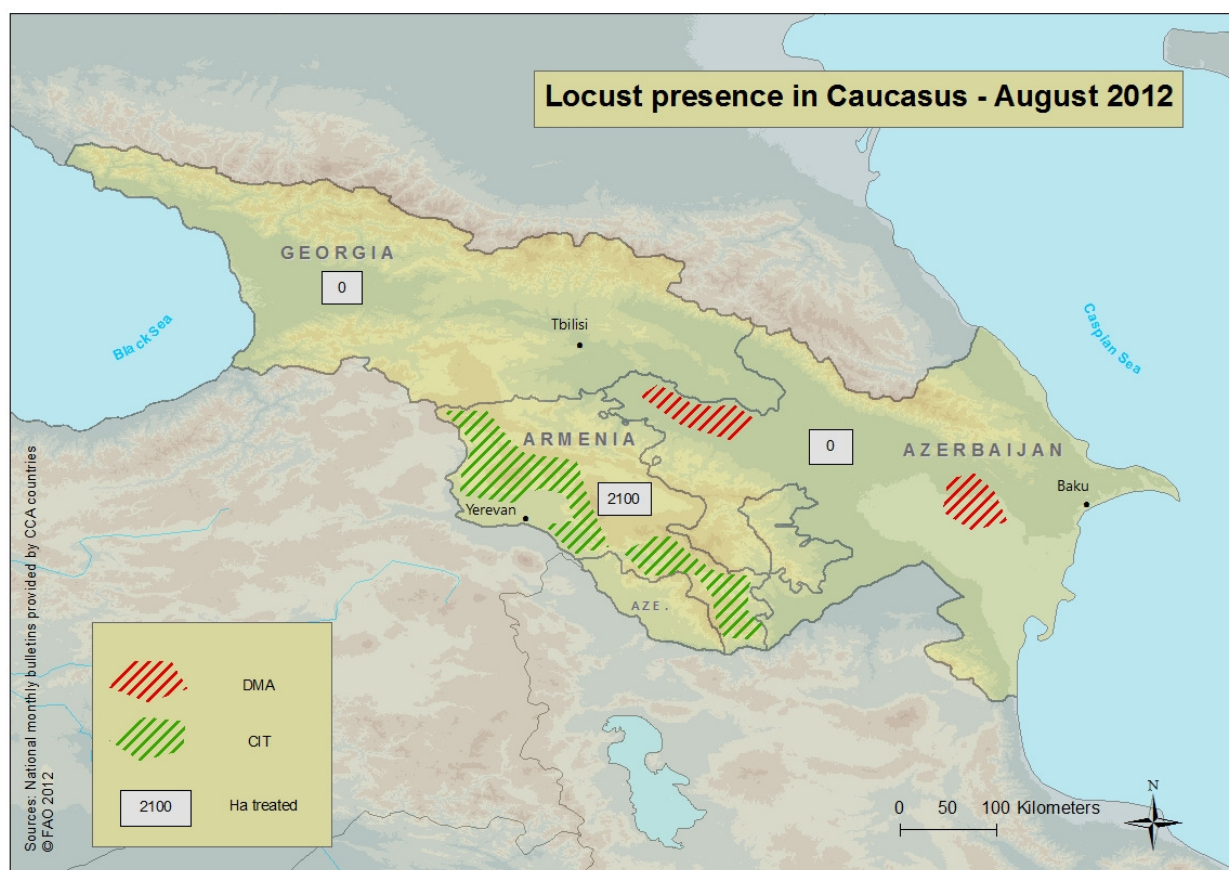 Locust presence in Caucasus - August 2012
GEORGIA
0
Tbilisi
Black Sea
Caspian Sea
ARMENIA
0
AZERBAIJAN
2100
Baku
Yerevan
AZE.
DMA
CIT
2100 Ha treated
0 50 100 Kilometers
N
Sources: National monthly bulletins provided by CCA countries
© FAO 2012